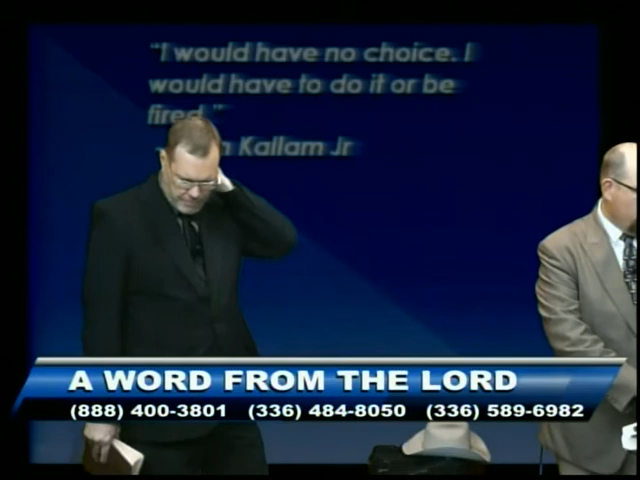 "I would have no choice. I
would have to do it or be
fired."
Kallam Jr
A WORD FROM THE LORD
(888) 400-3801 (336) 484-8050 (336) 589-6982